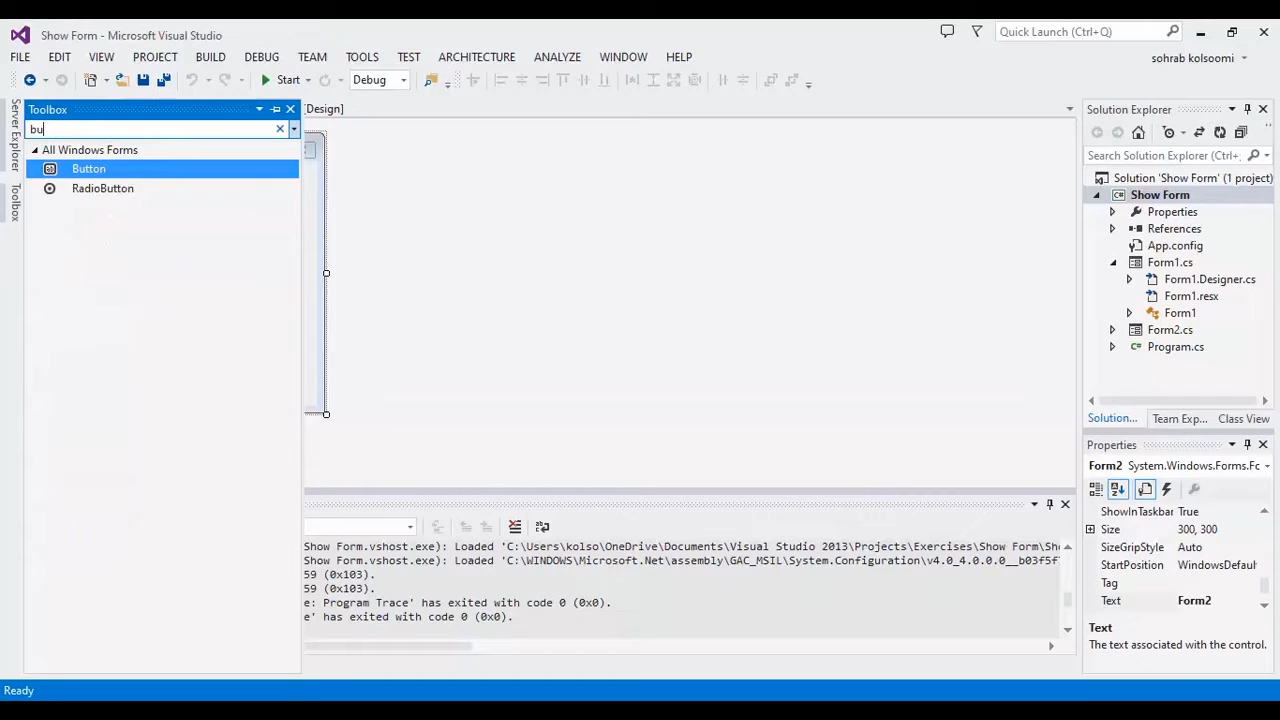 Show Form - Microsoft Visual Studio
Quick Launch (Ctrl+Q)
FILE EDIT VIEW PROJECT BUILD DEBUG TEAM TOOLS TEST ARCHITECTURE ANALYZE WINDOW HELP
sohrab kolsoomi
Start Debug
Toolbox
[Design]
Solution Explorer
bu
All Windows Forms
Button
RadioButton
Server Explorer
Toolbox
Search Solution Explorer (Ctrl+;
Solution 'Show Form' (1 project)
Show Form
Properties
References
App.config
Form1.cs
Form1.Designer.cs
Form1.resx
Form1
Form2.cs
Program.cs
Solution... Team Exp... Class View
Properties
Form2 System.Windows.Forms.Fc
ShowInTaskbar True
Size 300, 300
SizeGripStyle Auto
StartPosition WindowsDefaul
Tag
Text Form2
Text
The text associated with the control.
Show Form.vshost.exe): Loaded 'C:\Users\kolso\OneDrive\Documents\Visual Studio 2013\Projects\Exercises\Show Form\Sh
Show Form.vshost.exe): Loaded 'C:\WINDOWS\Microsoft.Net\assembly\GAC_MSIL\System.Configuration\v4.0_4.0.0.0__b03f5f
59 (0x103).
59 (0x103).
e: Program Trace' has exited with code 0 (0x0).
e' has exited with code 0 (0x0).
Ready